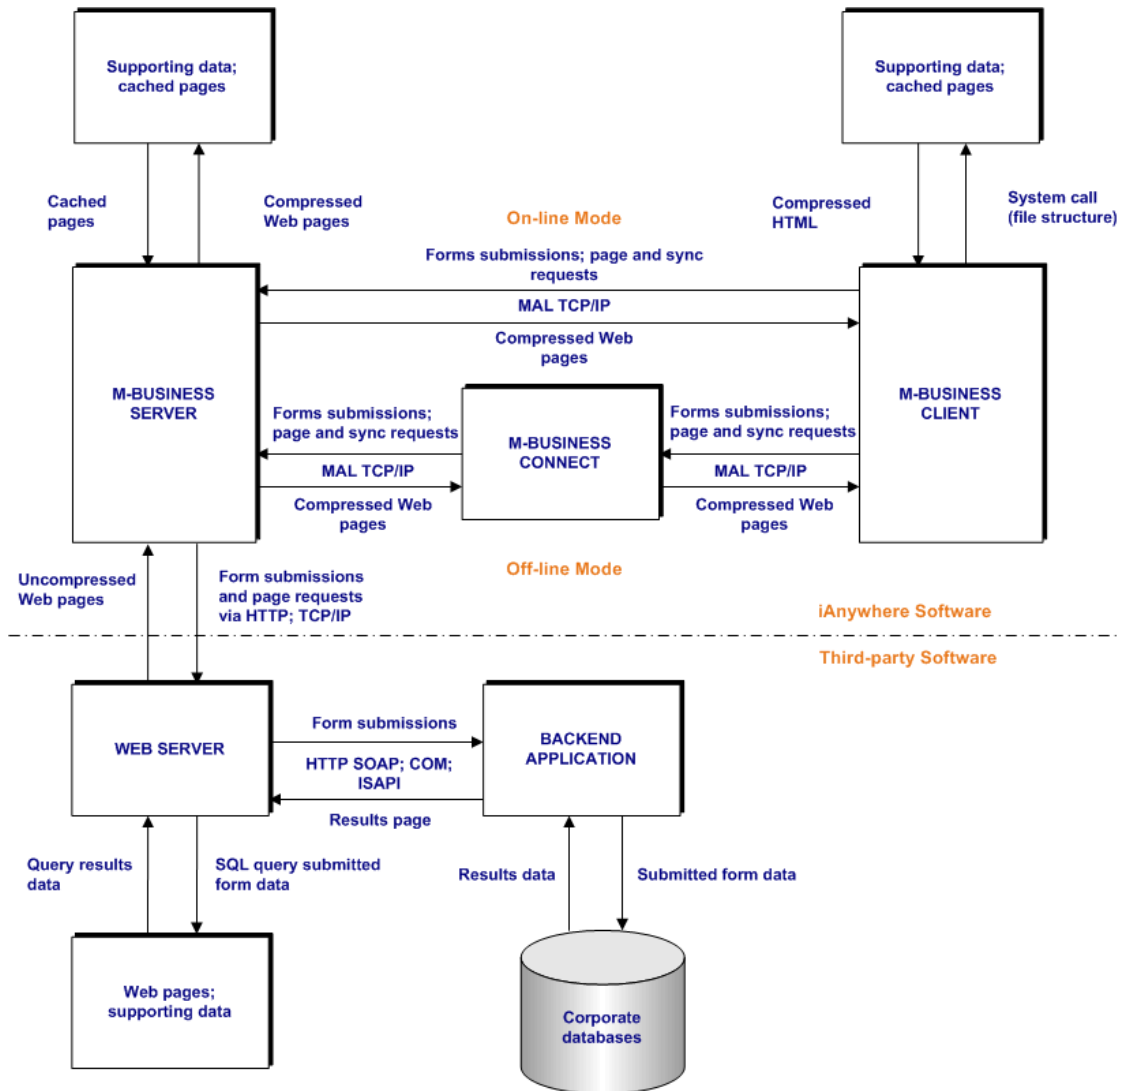 Supporting data;
cached pages
Supporting data;
cached pages
Cached
pages
Compressed
Web pages
On-line Mode
Compressed
HTML
System call
(file structure)
Forms submissions; page and sync
requests
MAL TCP/IP
Compressed Web
pages
M-BUSINESS
SERVER
M-BUSINESS
CLIENT
Forms submissions;
page and sync requests
M-BUSINESS
CONNECT
Forms submissions;
page and sync requests
MAL TCP/IP
MAL TCP/IP
Compressed Web
pages
Compressed Web
pages
Uncompressed
Web pages
Form submissions
and page requests
via HTTP; TCP/IP
Off-line Mode
iAnywhere Software
Third-party Software
WEB SERVER
Form submissions
HTTP SOAP; COM;
ISAPI
Results page
BACKEND
APPLICATION
Query results
data
SQL query submitted
form data
Results data
Submitted form data
Web pages;
supporting data
Corporate
databases